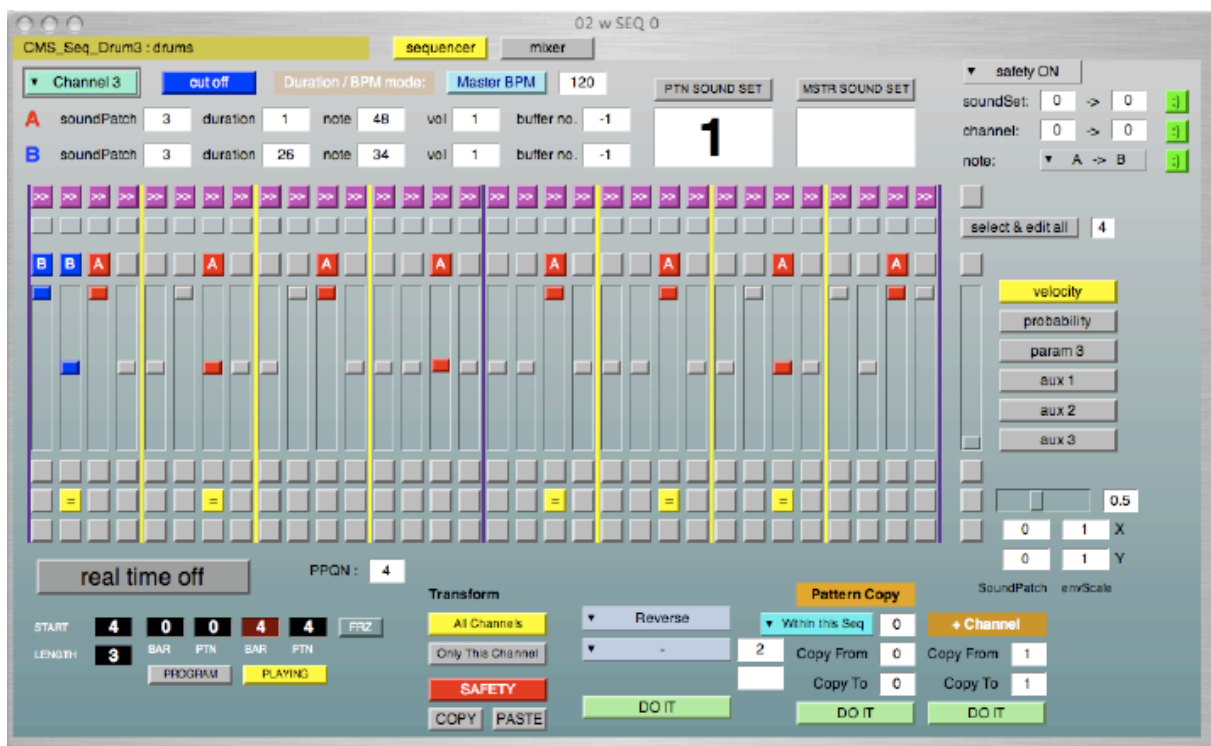 02 w SEQ 0
CMS_Seq_Drum3 : drums
sequencer mixer
▼ Channel 3 cut off Duration / BPM mode: Master BPM 120 PTN SOUND SET MSTR SOUND SET ▼ safety ON
soundSet: 0 -> 0 :)
A soundPatch 3 duration 1 note 48 vol 1 buffer no. -1 1 channel: 0 -> 0 :)
B soundPatch 3 duration 26 note 34 vol 1 buffer no. -1 note: ▼ A -> B :)
>> >> >> >> >> >> >> >> >> >> >> >> >> >> >> >> >> >> >> >> >> >> >> >> >> >> >> >> >> >> >> >>
select & edit all 4
B B A A A A A A A A
velocity
probability
param 3
aux 1
aux 2
aux 3
= = = = = 0.5
0 1 X
0 1 Y
real time off PPQN : 4 SoundPatch envScale
Transform Pattern Copy
START 4 0 0 4 4 FRZ All Channels ▼ Reverse ▼ Within this Seq 0 + Channel
BAR PTN BAR PTN
LENGTH 3 Only This Channel ▼ - 2 Copy From 0 Copy From 1
PROGRAM PLAYING
SAFETY Copy To 0 Copy To 1
COPY PASTE DO IT DO IT DO IT